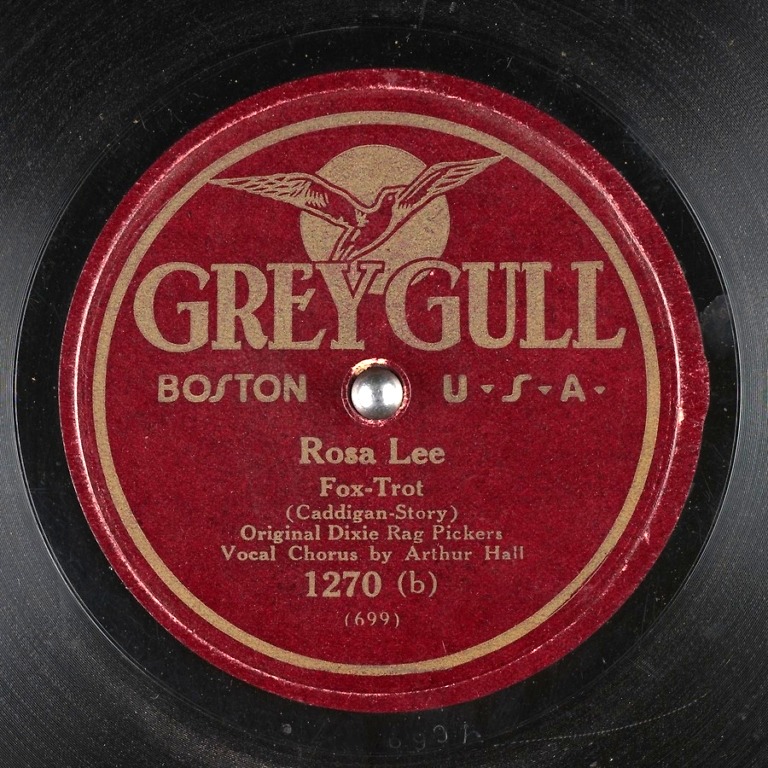 GREY GULL
BOSTON U·S·A·
Rosa Lee
Fox-Trot
(Caddigan-Story)
Original Dixie Rag Pickers
Vocal Chorus by Arthur Hall
1270 (b)
(699)